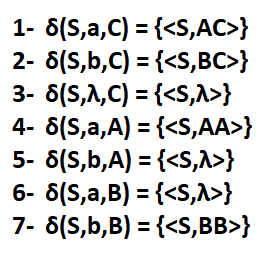 1- δ(S,a,C) = {<S,AC>}
2- δ(S,b,C) = {<S,BC>}
3- δ(S,λ,C) = {<S,λ>}
4- δ(S,a,A) = {<S,AA>}
5- δ(S,b,A) = {<S,λ>}
6- δ(S,a,B) = {<S,λ>}
7- δ(S,b,B) = {<S,BB>}